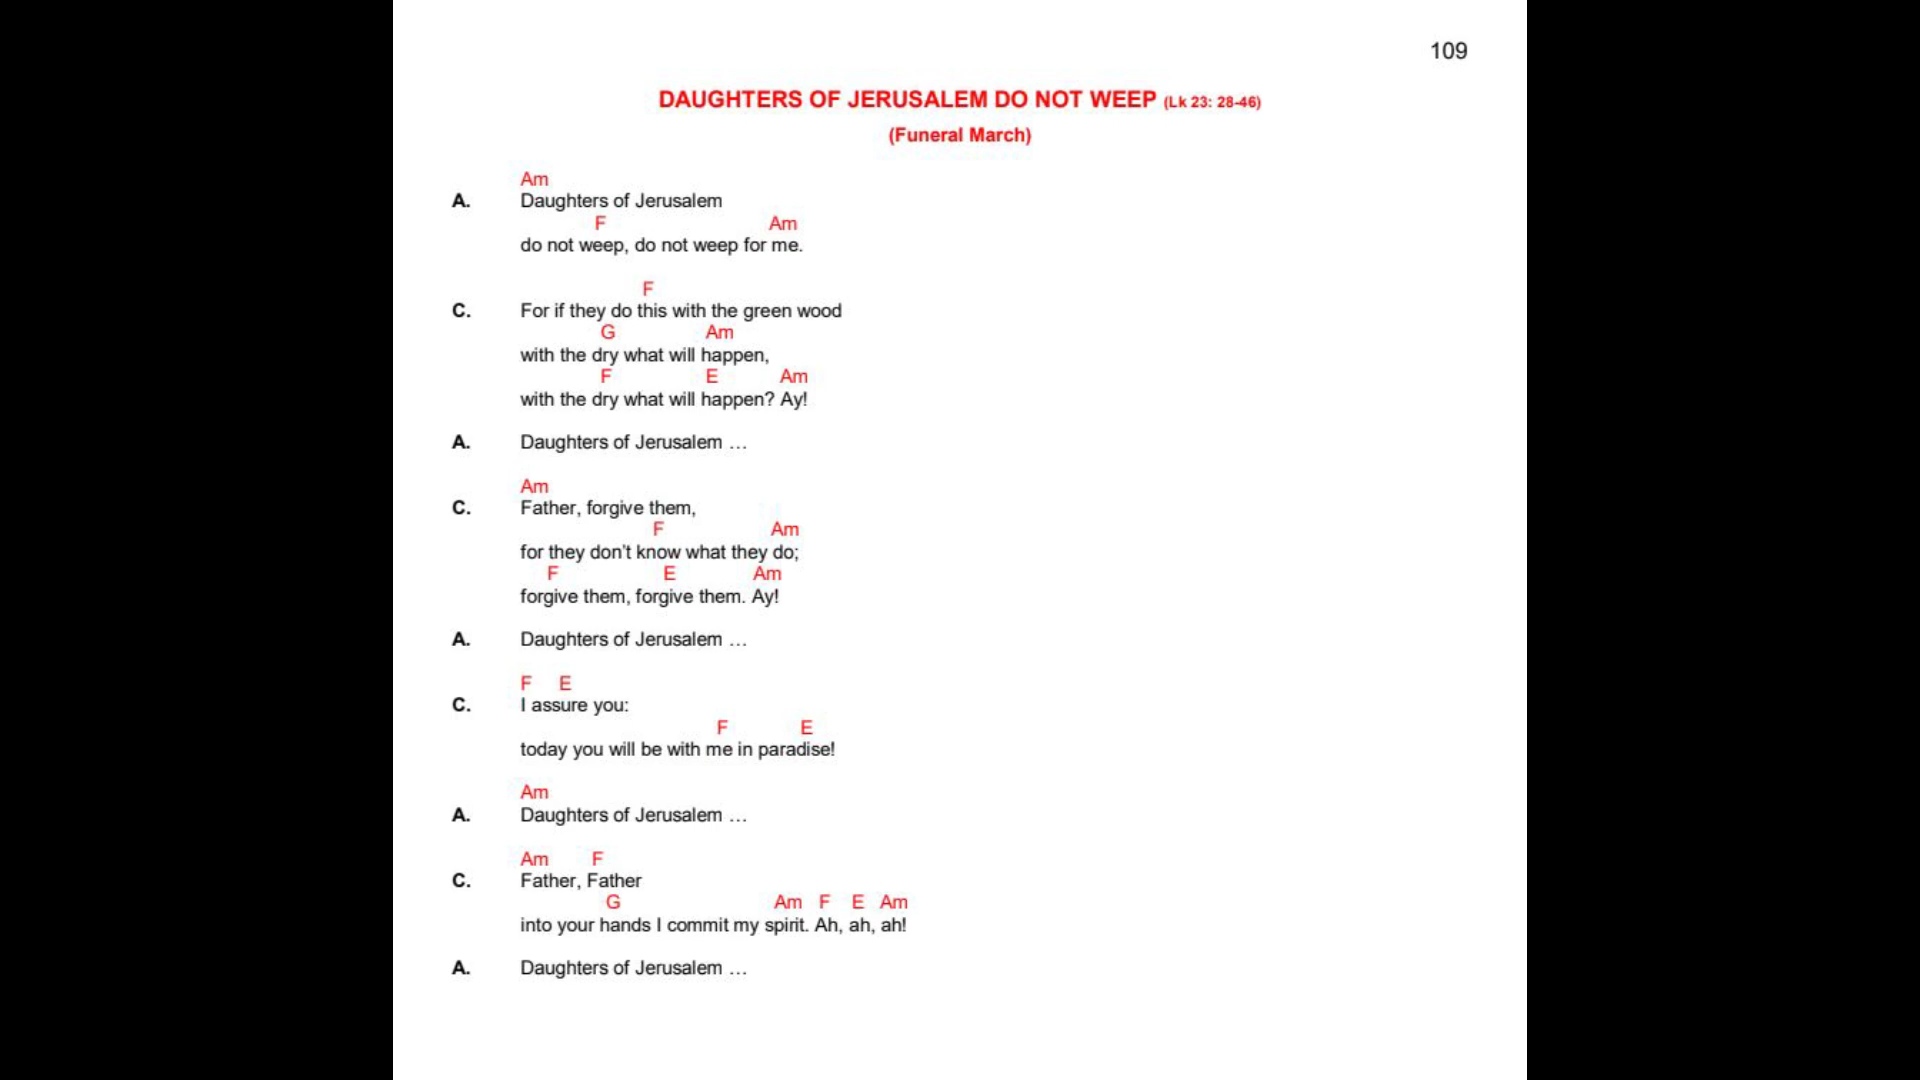 109
DAUGHTERS OF JERUSALEM DO NOT WEEP (Lk 23: 28-46)
(Funeral March)
Am
A. Daughters of Jerusalem
F Am
do not weep, do not weep for me.
F
C. For if they do this with the green wood
G Am
with the dry what will happen,
F E Am
with the dry what will happen? Ay!
A. Daughters of Jerusalem …
Am
C. Father, forgive them,
F Am
for they don't know what they do;
F E Am
forgive them, forgive them. Ay!
A. Daughters of Jerusalem …
F E
C. I assure you:
F E
today you will be with me in paradise!
Am
A. Daughters of Jerusalem …
Am F
C. Father, Father
G Am F E Am
into your hands I commit my spirit. Ah, ah, ah!
A. Daughters of Jerusalem …